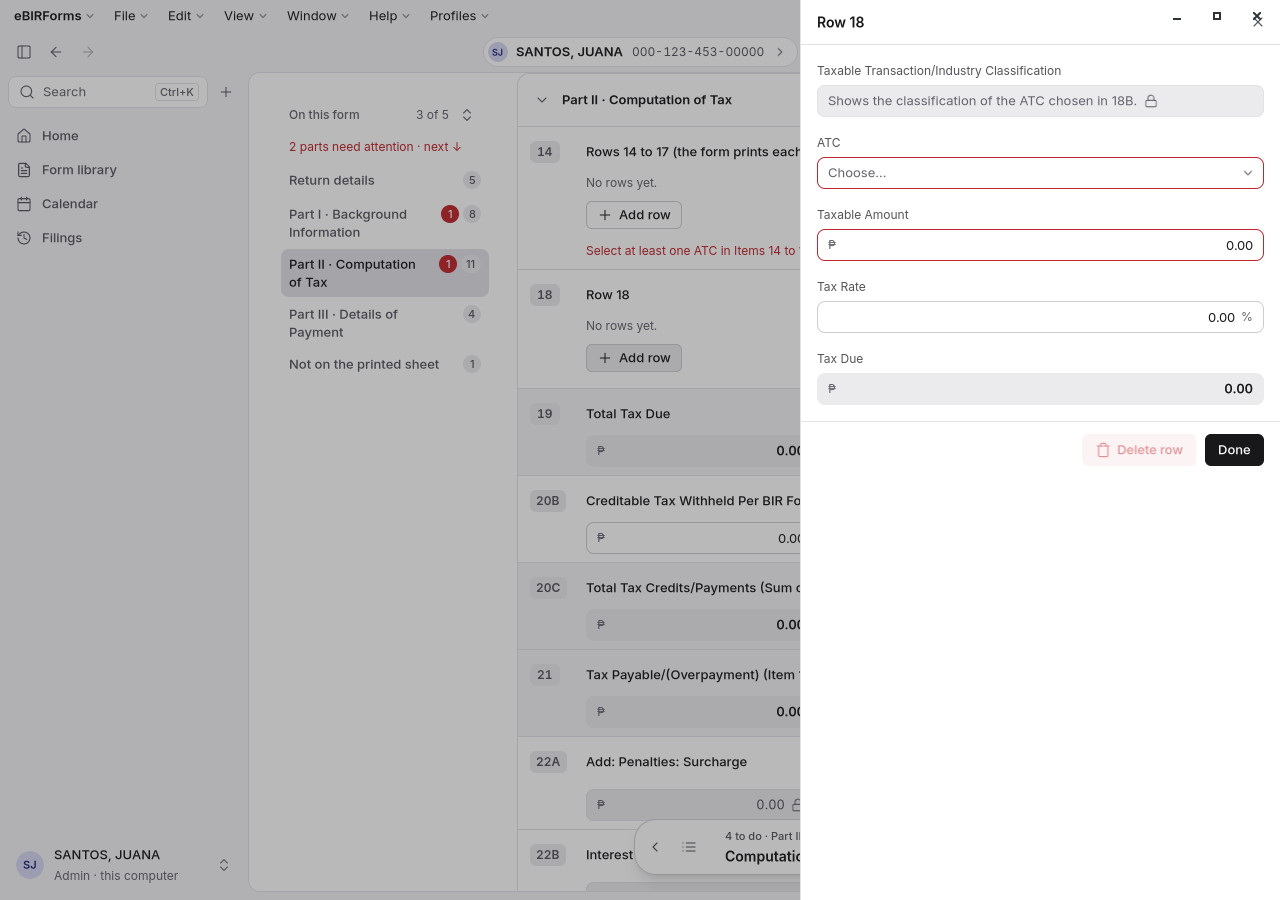 eBIRForms File Edit View Window Help Profiles
SJ SANTOS, JUANA 000-123-453-00000
Search Ctrl+K
Home
Form library
Calendar
Filings
SJ SANTOS, JUANA
Admin · this computer
On this form 3 of 5
2 parts need attention · next ↓
Return details 5
Part I · Background Information 1 8
Part II · Computation of Tax 1 11
Part III · Details of Payment 4
Not on the printed sheet 1
Part II · Computation of Tax
14 Rows 14 to 17 (the form prints each
No rows yet.
Add row
Select at least one ATC in Items 14 to
18 Row 18
No rows yet.
Add row
19 Total Tax Due
₱ 0.00
20B Creditable Tax Withheld Per BIR Fo
₱ 0.00
20C Total Tax Credits/Payments (Sum o
₱ 0.00
21 Tax Payable/(Overpayment) (Item
₱ 0.00
22A Add: Penalties: Surcharge
₱ 0.00
22B Interest
4 to do · Part II
Computatio
Row 18
Taxable Transaction/Industry Classification
Shows the classification of the ATC chosen in 18B.
ATC
Choose...
Taxable Amount
₱ 0.00
Tax Rate
0.00 %
Tax Due
₱ 0.00
Delete row Done